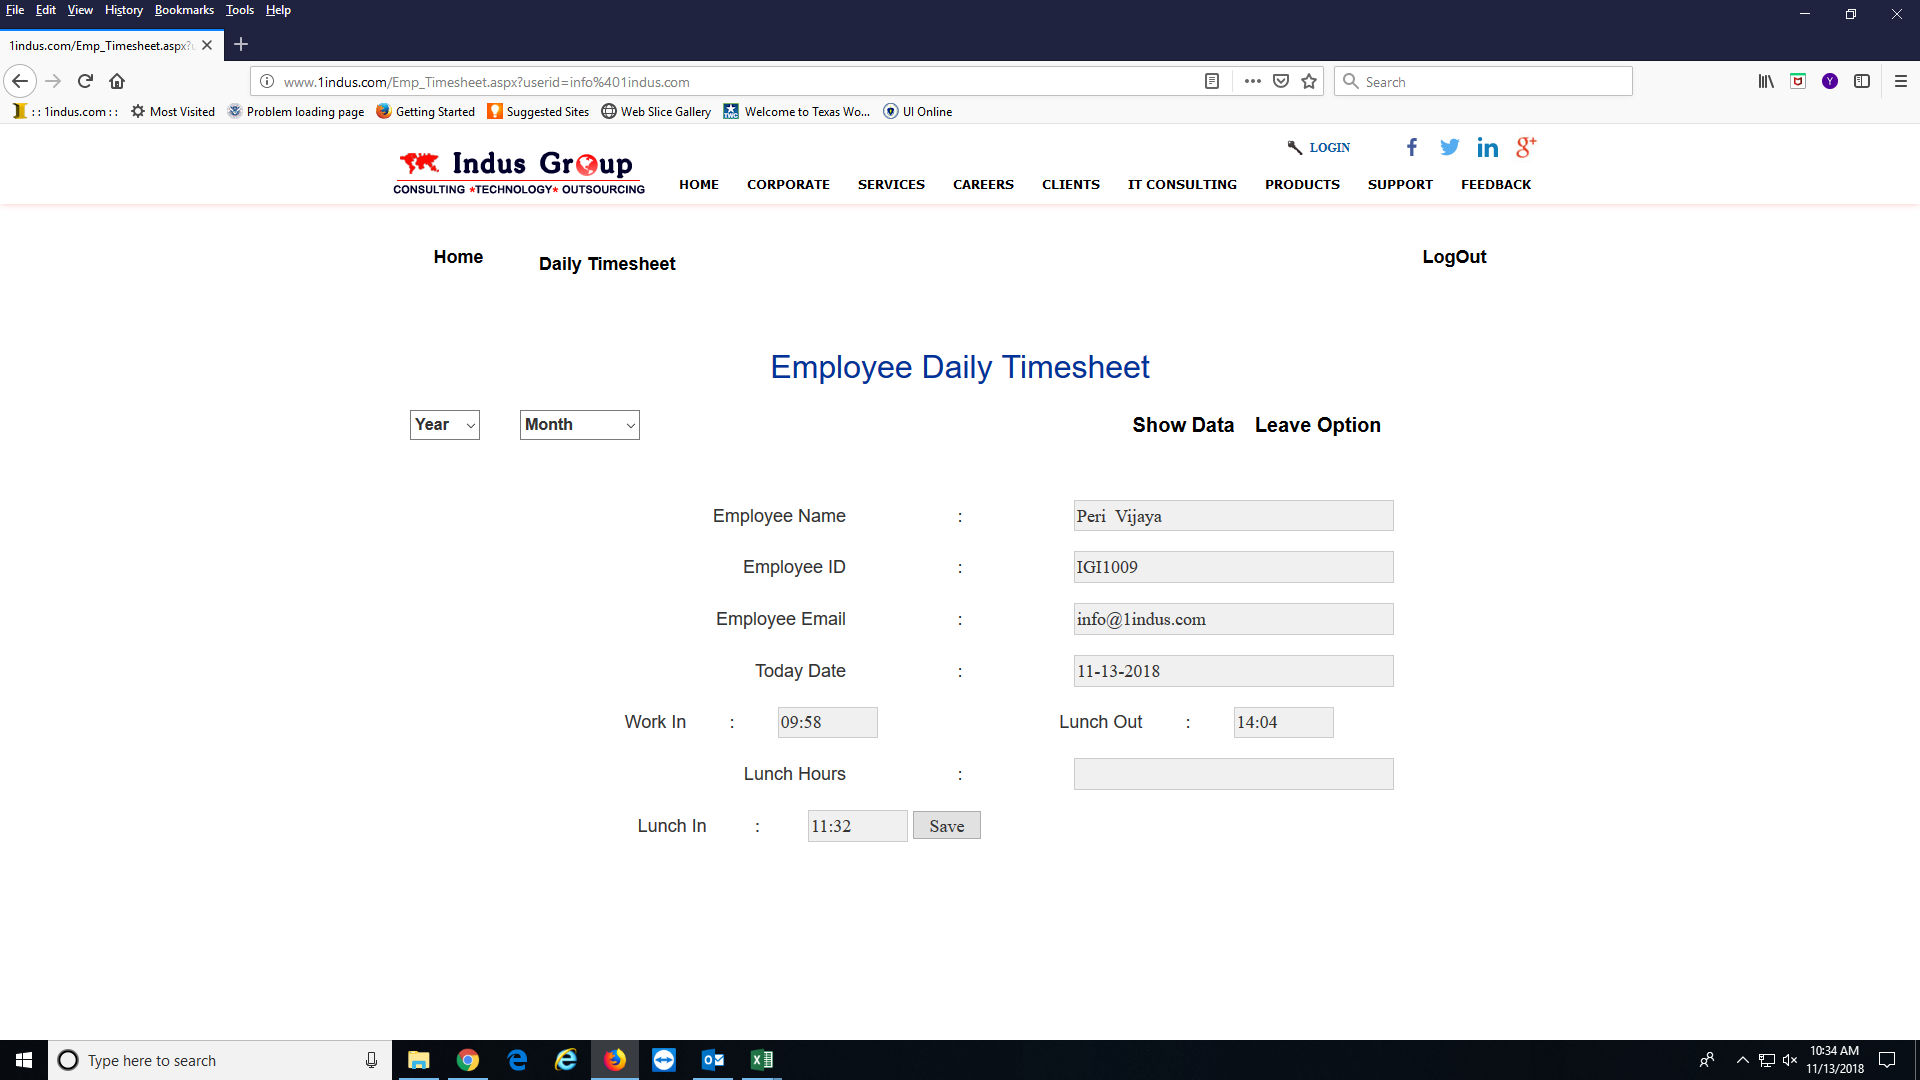 File Edit View History Bookmarks Tools Help
1indus.com/Emp_Timesheet.aspx?
www.1indus.com/Emp_Timesheet.aspx?userid=info%401indus.com
Search
: : 1indus.com : : Most Visited Problem loading page Getting Started Suggested Sites Web Slice Gallery Welcome to Texas Wo... UI Online
LOGIN
Indus Group
CONSULTING *TECHNOLOGY* OUTSOURCING
HOME CORPORATE SERVICES CAREERS CLIENTS IT CONSULTING PRODUCTS SUPPORT FEEDBACK
Home Daily Timesheet LogOut
Employee Daily Timesheet
Year Month Show Data Leave Option
Employee Name : Peri Vijaya
Employee ID : IGI1009
Employee Email : info@1indus.com
Today Date : 11-13-2018
Work In : 09:58 Lunch Out : 14:04
Lunch Hours :
Lunch In : 11:32 Save
Type here to search
10:34 AM
11/13/2018